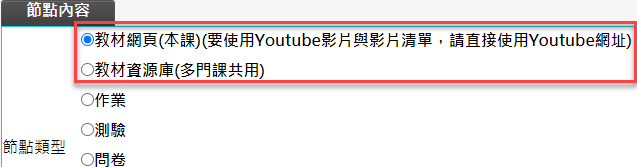 節點內容
教材網頁(本課)(要使用Youtube影片與影片清單，請直接使用Youtube網址)
教材資源庫(多門課共用)
作業
測驗
節點類型
問卷